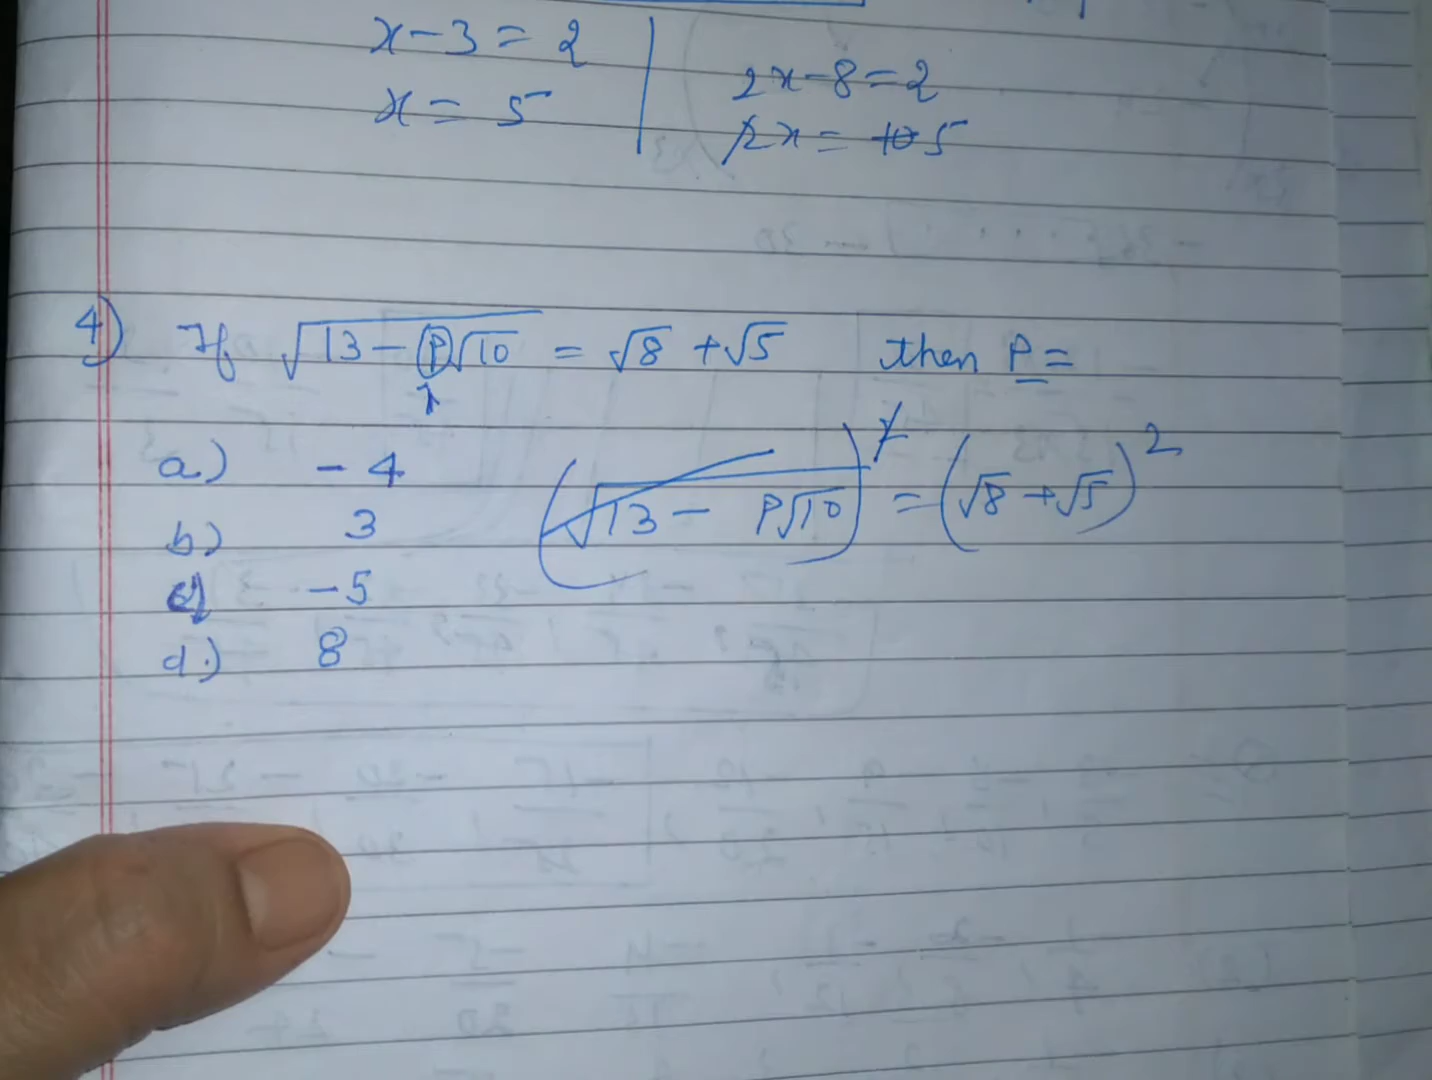 x-3=2
x=5
2x-8=2
2x=10 5
4) If √13-P√10 = √8+√5 then P=
a) -4
b) 3
c) -5
d.) 8
(√13-P√10)² = (√8+√5)²